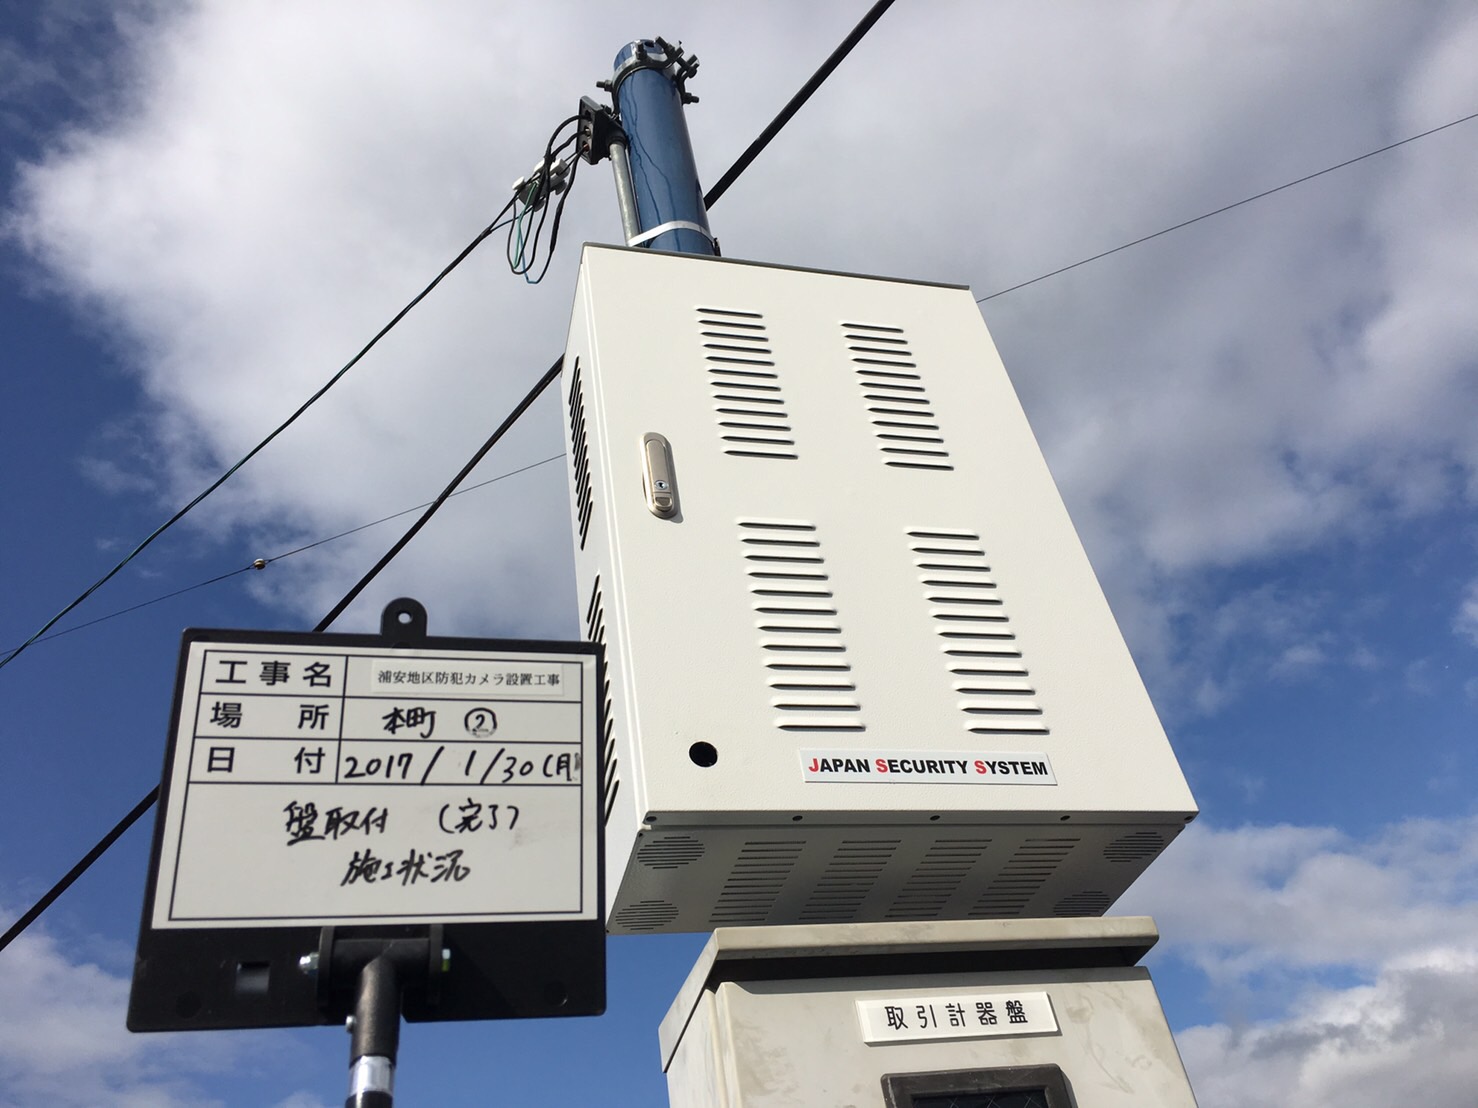 工事名 浦安地区防犯カメラ設置工事
場所 本町 ②
日付 2017/1/30(月)
盤取付 (完了)
施工状況
JAPAN SECURITY SYSTEM
取引計器盤